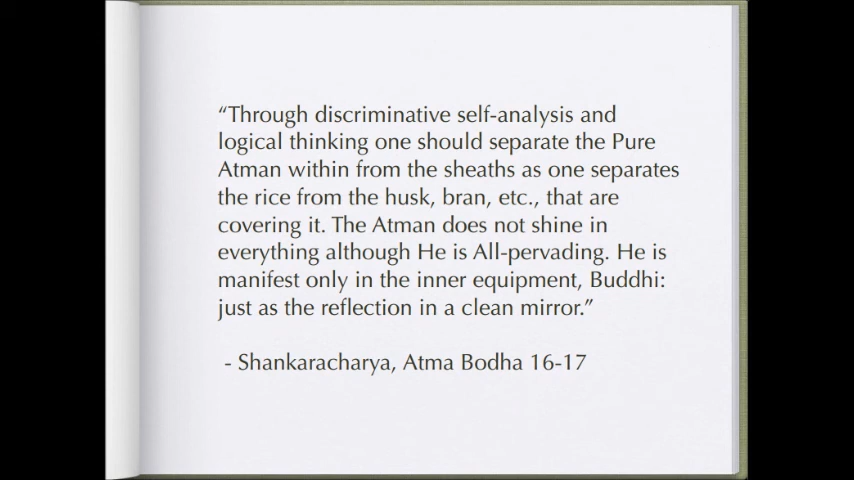 “Through discriminative self-analysis and
logical thinking one should separate the Pure
Atman within from the sheaths as one separates
the rice from the husk, bran, etc., that are
covering it. The Atman does not shine in
everything although He is All-pervading. He is
manifest only in the inner equipment, Buddhi:
just as the reflection in a clean mirror.”
- Shankaracharya, Atma Bodha 16-17